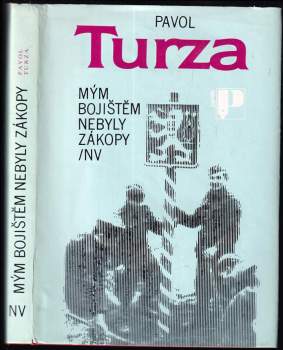 PAVOL
Turza
MÝM
BOJIŠTĚM
NEBYLY
ZÁKOPY
/NV
P
PAVOL
TURZA
MÝM BOJIŠTĚM NEBYLY ZÁKOPY
NV